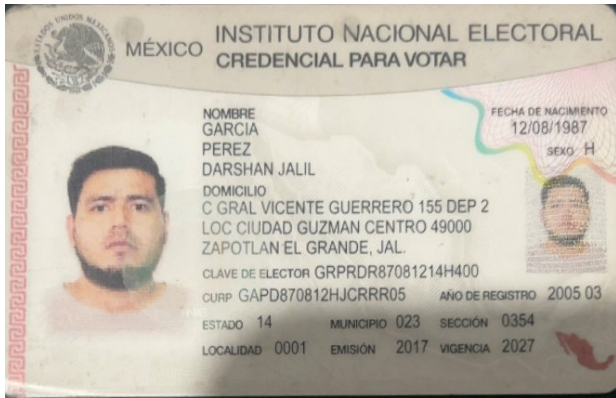 ESTADOS UNIDOS MEXICANOS
MÉXICO
INSTITUTO NACIONAL ELECTORAL
CREDENCIAL PARA VOTAR
NOMBRE
GARCIA
PEREZ
DARSHAN JALIL
FECHA DE NACIMIENTO
12/08/1987
SEXO H
DOMICILIO
C GRAL VICENTE GUERRERO 155 DEP 2
LOC CIUDAD GUZMAN CENTRO 49000
ZAPOTLAN EL GRANDE, JAL.
CLAVE DE ELECTOR GRPRDR87081214H400
CURP GAPD870812HJCRRR05 AÑO DE REGISTRO 2005 03
ESTADO 14 MUNICIPIO 023 SECCIÓN 0354
LOCALIDAD 0001 EMISIÓN 2017 VIGENCIA 2027